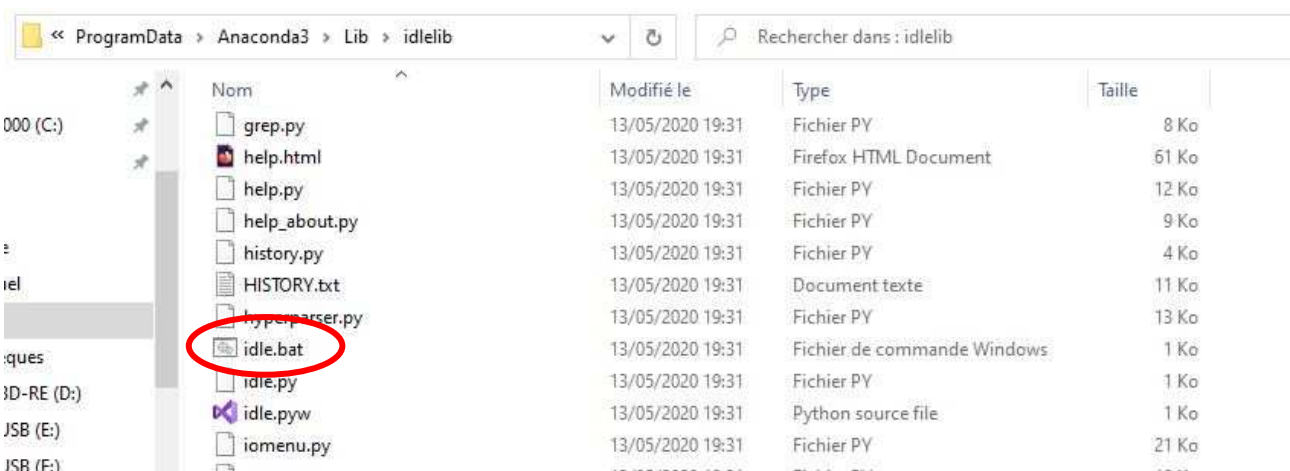 « ProgramData > Anaconda3 > Lib > idlelib Rechercher dans : idlelib
Nom Modifié le Type Taille
000 (C:) grep.py 13/05/2020 19:31 Fichier PY 8 Ko
help.html 13/05/2020 19:31 Firefox HTML Document 61 Ko
help.py 13/05/2020 19:31 Fichier PY 12 Ko
help_about.py 13/05/2020 19:31 Fichier PY 9 Ko
history.py 13/05/2020 19:31 Fichier PY 4 Ko
iel HISTORY.txt 13/05/2020 19:31 Document texte 11 Ko
hyperparser.py 13/05/2020 19:31 Fichier PY 13 Ko
èques idle.bat 13/05/2020 19:31 Fichier de commande Windows 1 Ko
BD-RE (D:) idle.py 13/05/2020 19:31 Fichier PY 1 Ko
idle.pyw 13/05/2020 19:31 Python source file 1 Ko
USB (E:) iomenu.py 13/05/2020 19:31 Fichier PY 21 Ko
USB (F:)